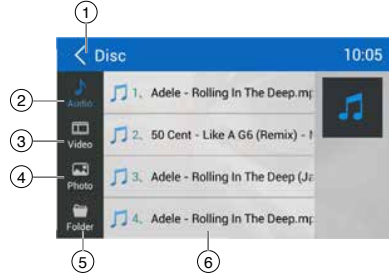 1
Disc
10:05
2
Audio
1、 Adele - Rolling In The Deep.mp
3
Video
2、 50 Cent - Like A G6 (Remix) -
4
Photo
3、 Adele - Rolling In The Deep (Ja
Folder
4、 Adele - Rolling In The Deep.mp
5
6